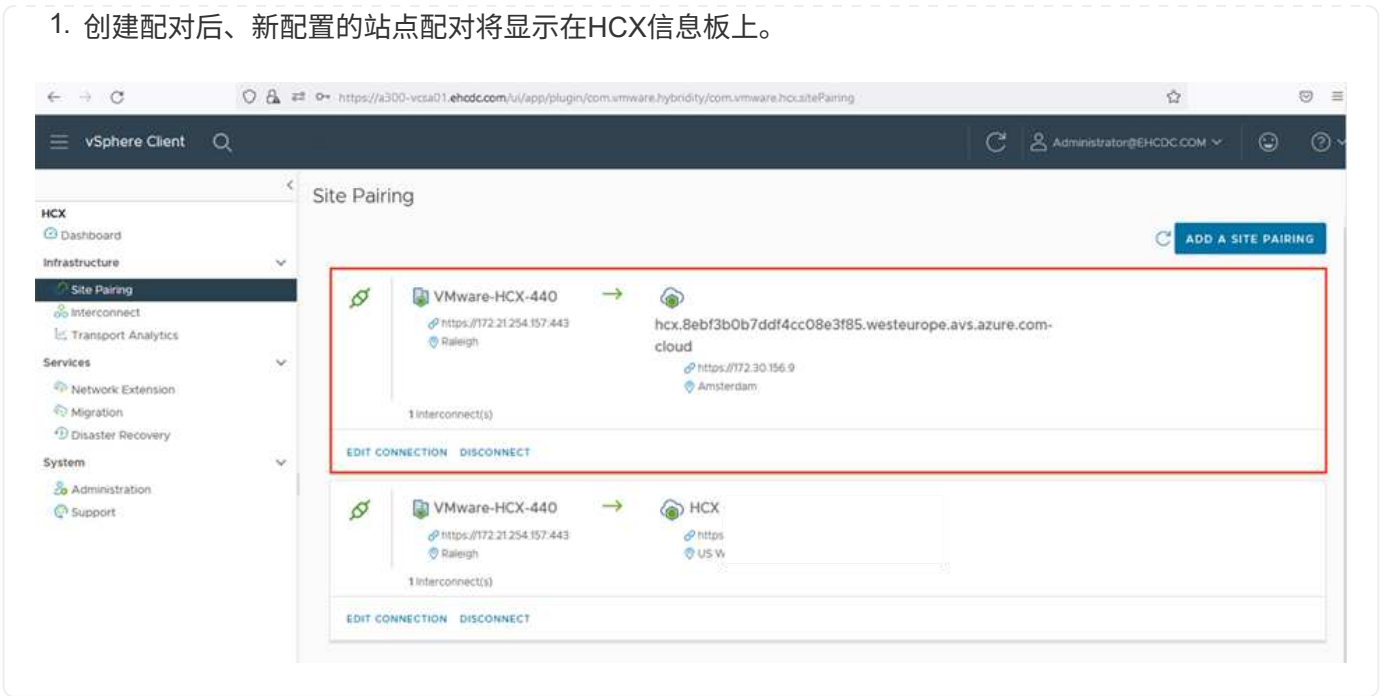 1. 创建配对后、新配置的站点配对将显示在HCX信息板上。
https://a300-vcsa01.ehcdc.com/ui/app/plugin/com.vmware.hybridity/com.vmware.hcx.sitePairing
vSphere Client
Administrator@EHCDC.COM
Site Pairing
ADD A SITE PAIRING
HCX
Dashboard
Infrastructure
Site Pairing
Interconnect
Transport Analytics
Services
Network Extension
Migration
Disaster Recovery
System
Administration
Support
VMware-HCX-440
https://172.21.254.157:443
Raleigh
hcx.8ebf3b0b7ddf4cc08e3f85.westeurope.avs.azure.com-
cloud
https://172.30.156.9
Amsterdam
1 Interconnect(s)
EDIT CONNECTION DISCONNECT
VMware-HCX-440
https://172.21.254.157:443
Raleigh
HCX
https
US W
1 Interconnect(s)
EDIT CONNECTION DISCONNECT